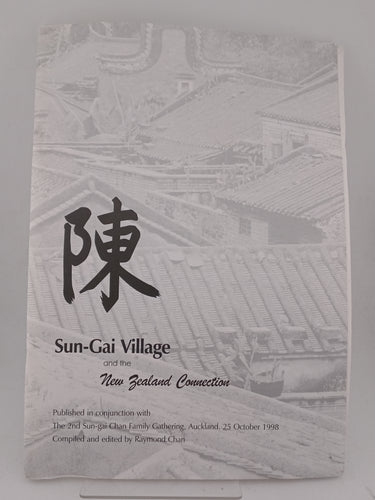 陳
Sun-Gai Village
and the
New Zealand Connection
Published in conjunction with
The 2nd Sun-gai Chan Family Gathering, Auckland. 25 October 1998
Compiled and edited by Raymond Chan